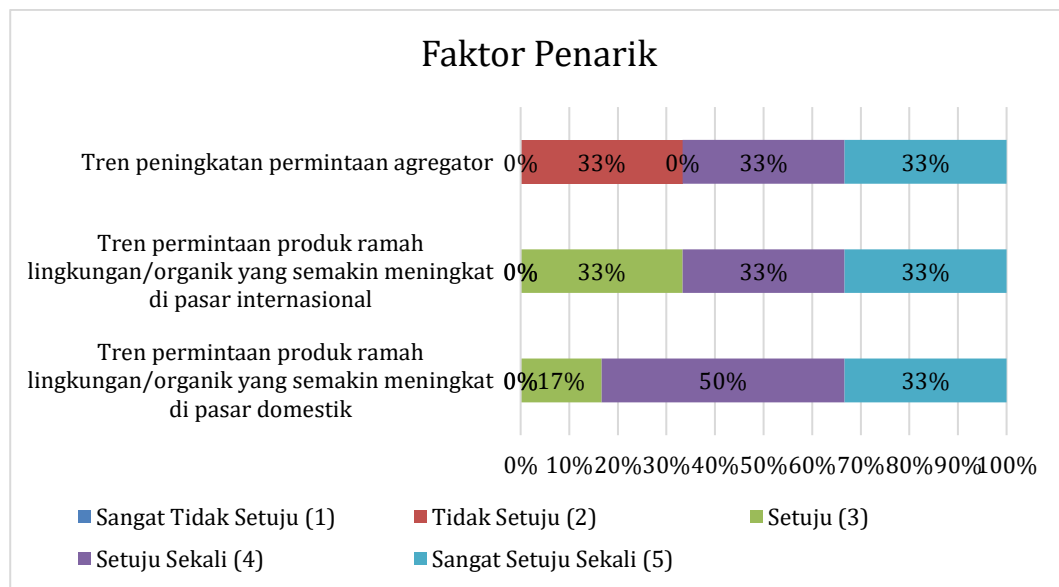 Faktor Penarik
Tren peningkatan permintaan agregator
0% 33% 0% 33% 33%
Tren permintaan produk ramah
lingkungan/organik yang semakin meningkat
di pasar internasional
0% 33% 33% 33%
Tren permintaan produk ramah
lingkungan/organik yang semakin meningkat
di pasar domestik
0% 17% 50% 33%
0% 10% 20% 30% 40% 50% 60% 70% 80% 90% 100%
Sangat Tidak Setuju (1) Tidak Setuju (2) Setuju (3)
Setuju Sekali (4) Sangat Setuju Sekali (5)